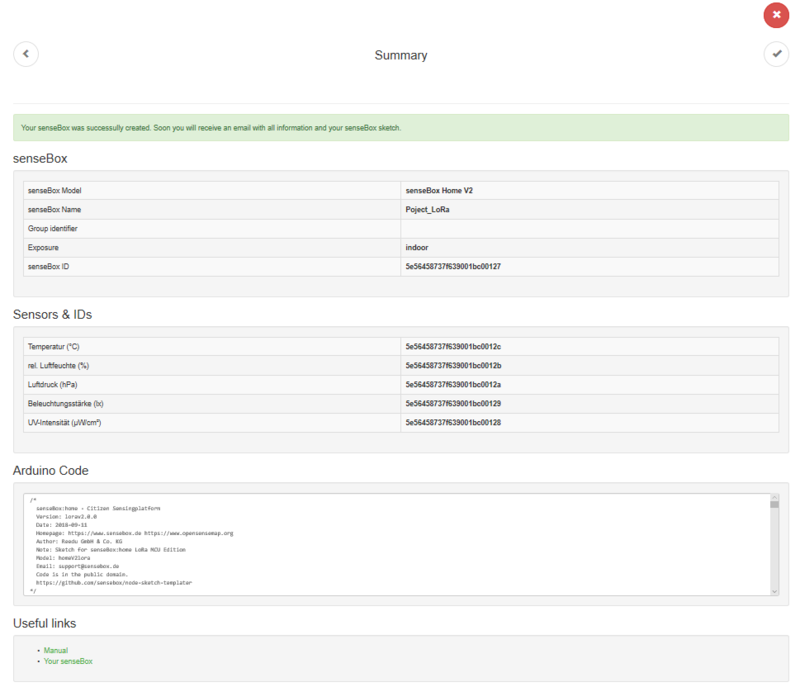 Summary
Your senseBox was successully created. Soon you will receive an email with all information and your senseBox sketch.
senseBox
senseBox Model senseBox Home V2
senseBox Name Poject_LoRa
Group identifier
Exposure indoor
senseBox ID 5e56458737f639001bc00127
Sensors & IDs
Temperatur (°C) 5e56458737f639001bc0012c
rel. Luftfeuchte (%) 5e56458737f639001bc0012b
Luftdruck (hPa) 5e56458737f639001bc0012a
Beleuchtungsstärke (lx) 5e56458737f639001bc00129
UV-Intensität (μW/cm²) 5e56458737f639001bc00128
Arduino Code
/*
senseBox:home - Citizen Sensingplatform
Version: lorav2.0.0
Date: 2018-09-11
Homepage: https://www.sensebox.de https://www.opensensemap.org
Author: Reedu GmbH & Co. KG
Note: Sketch for senseBox:home LoRa MCU Edition
Model: homeV2lora
Email: support@sensebox.de
Code is in the public domain.
https://github.com/sensebox/node-sketch-templater
*/
Useful links
• Manual
• Your senseBox